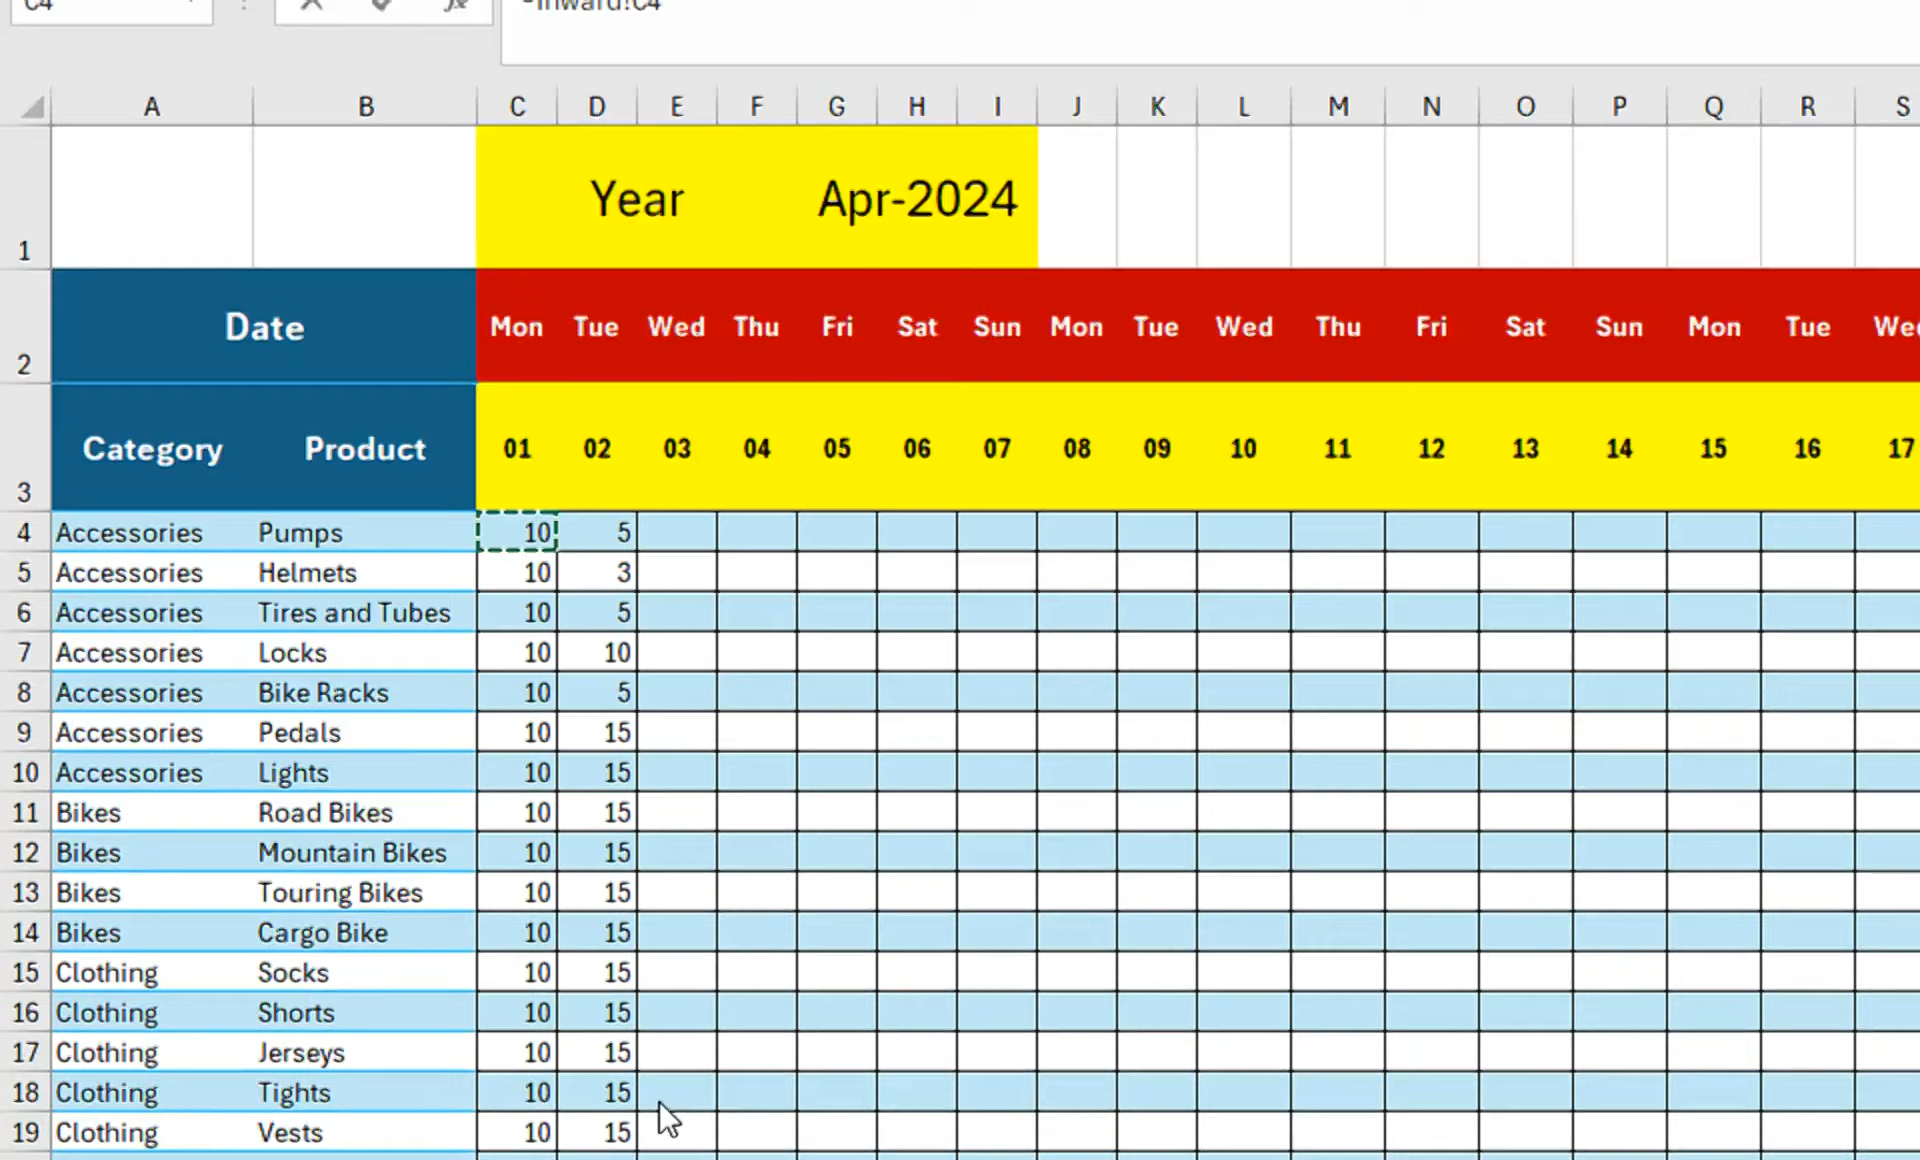 C4 fx =Inward!C4
A B C D E F G H I J K L M N O P Q R S
1 Year Apr-2024
2 Date Mon Tue Wed Thu Fri Sat Sun Mon Tue Wed Thu Fri Sat Sun Mon Tue Wed
3 Category Product 01 02 03 04 05 06 07 08 09 10 11 12 13 14 15 16 17
4 Accessories Pumps 10 5
5 Accessories Helmets 10 3
6 Accessories Tires and Tubes 10 5
7 Accessories Locks 10 10
8 Accessories Bike Racks 10 5
9 Accessories Pedals 10 15
10 Accessories Lights 10 15
11 Bikes Road Bikes 10 15
12 Bikes Mountain Bikes 10 15
13 Bikes Touring Bikes 10 15
14 Bikes Cargo Bike 10 15
15 Clothing Socks 10 15
16 Clothing Shorts 10 15
17 Clothing Jerseys 10 15
18 Clothing Tights 10 15
19 Clothing Vests 10 15